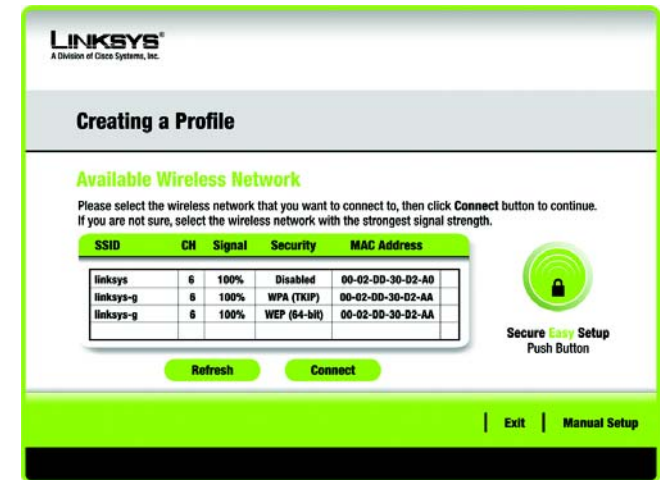 LINKSYS®
A Division of Cisco Systems, Inc.
Creating a Profile
Available Wireless Network
Please select the wireless network that you want to connect to, then click Connect button to continue.
If you are not sure, select the wireless network with the strongest signal strength.
SSID CH Signal Security MAC Address
linksys 6 100% Disabled 00-02-DD-30-D2-A0
linksys-g 6 100% WPA (TKIP) 00-02-DD-30-D2-AA
linksys-g 6 100% WEP (64-bit) 00-02-DD-30-D2-AA
Secure Easy Setup
Push Button
Refresh Connect
Exit Manual Setup